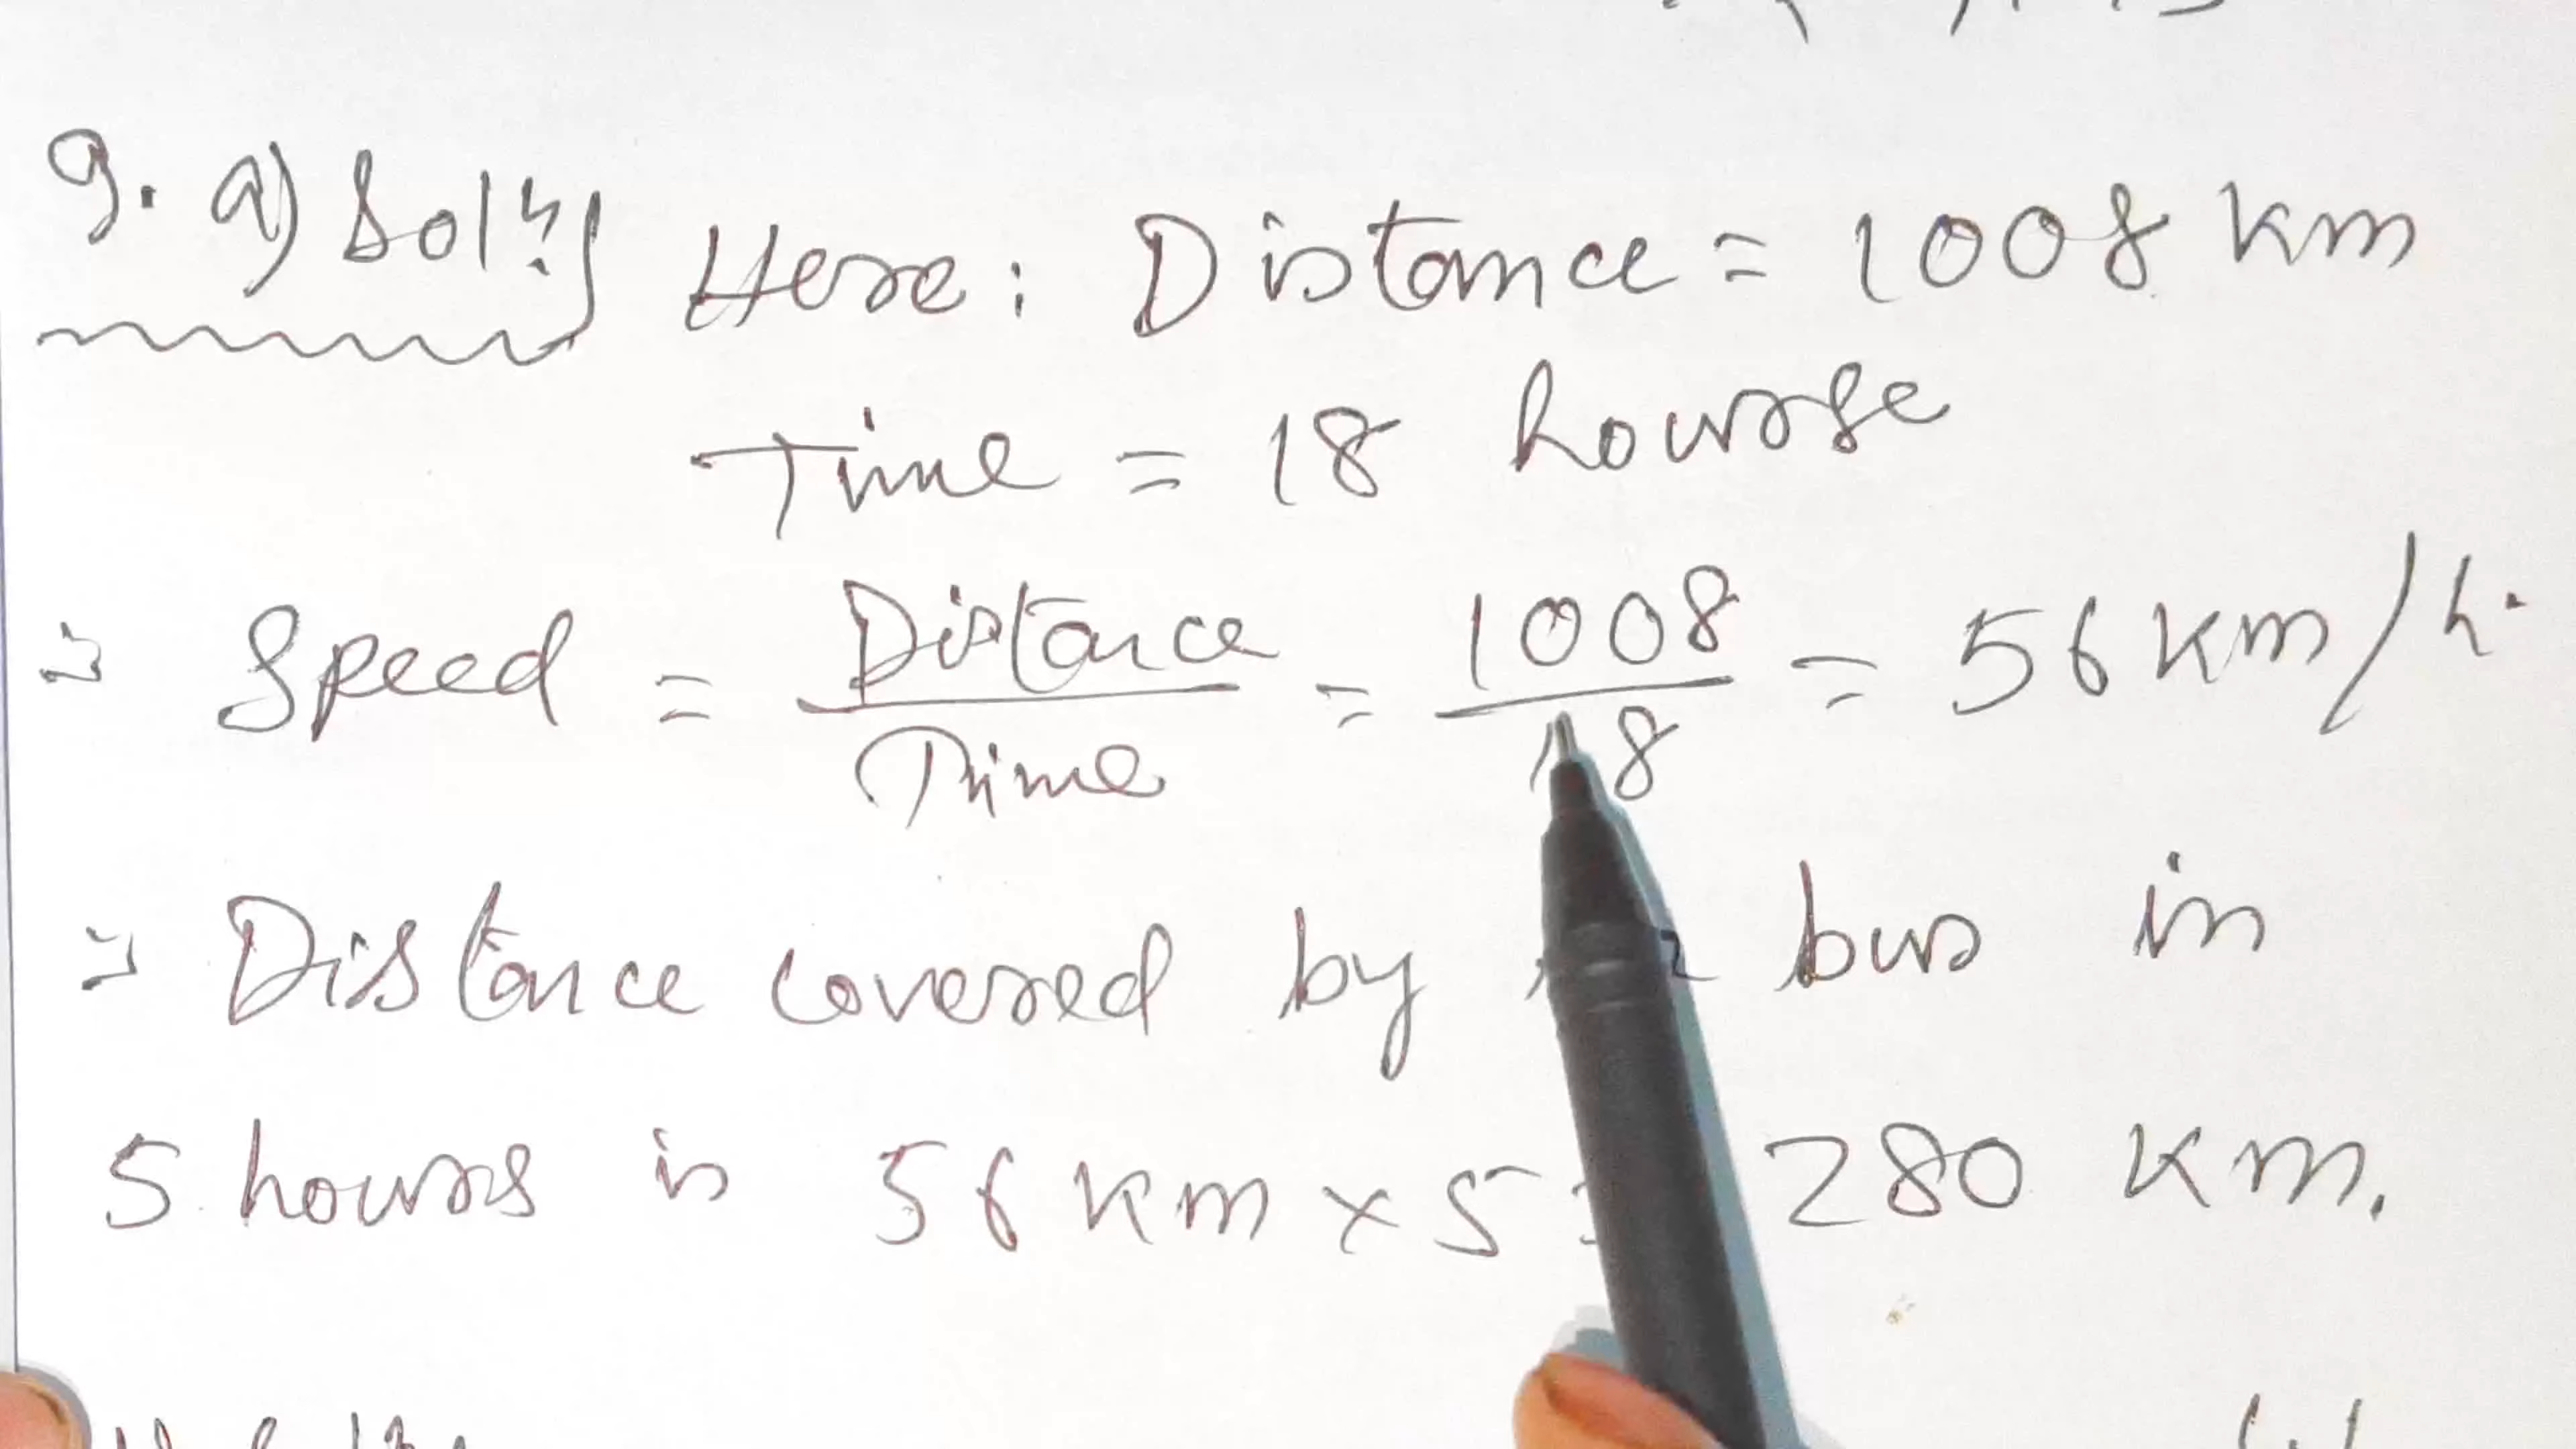 9. a) Solⁿ: Here: Distance = 1008 km
Time = 18 hourse
⇒ Speed = Distance/Time = 1008/18 = 56 km/h.
⇒ Distance covered by bus in
5 hours is 56 km x 5 = 280 km.